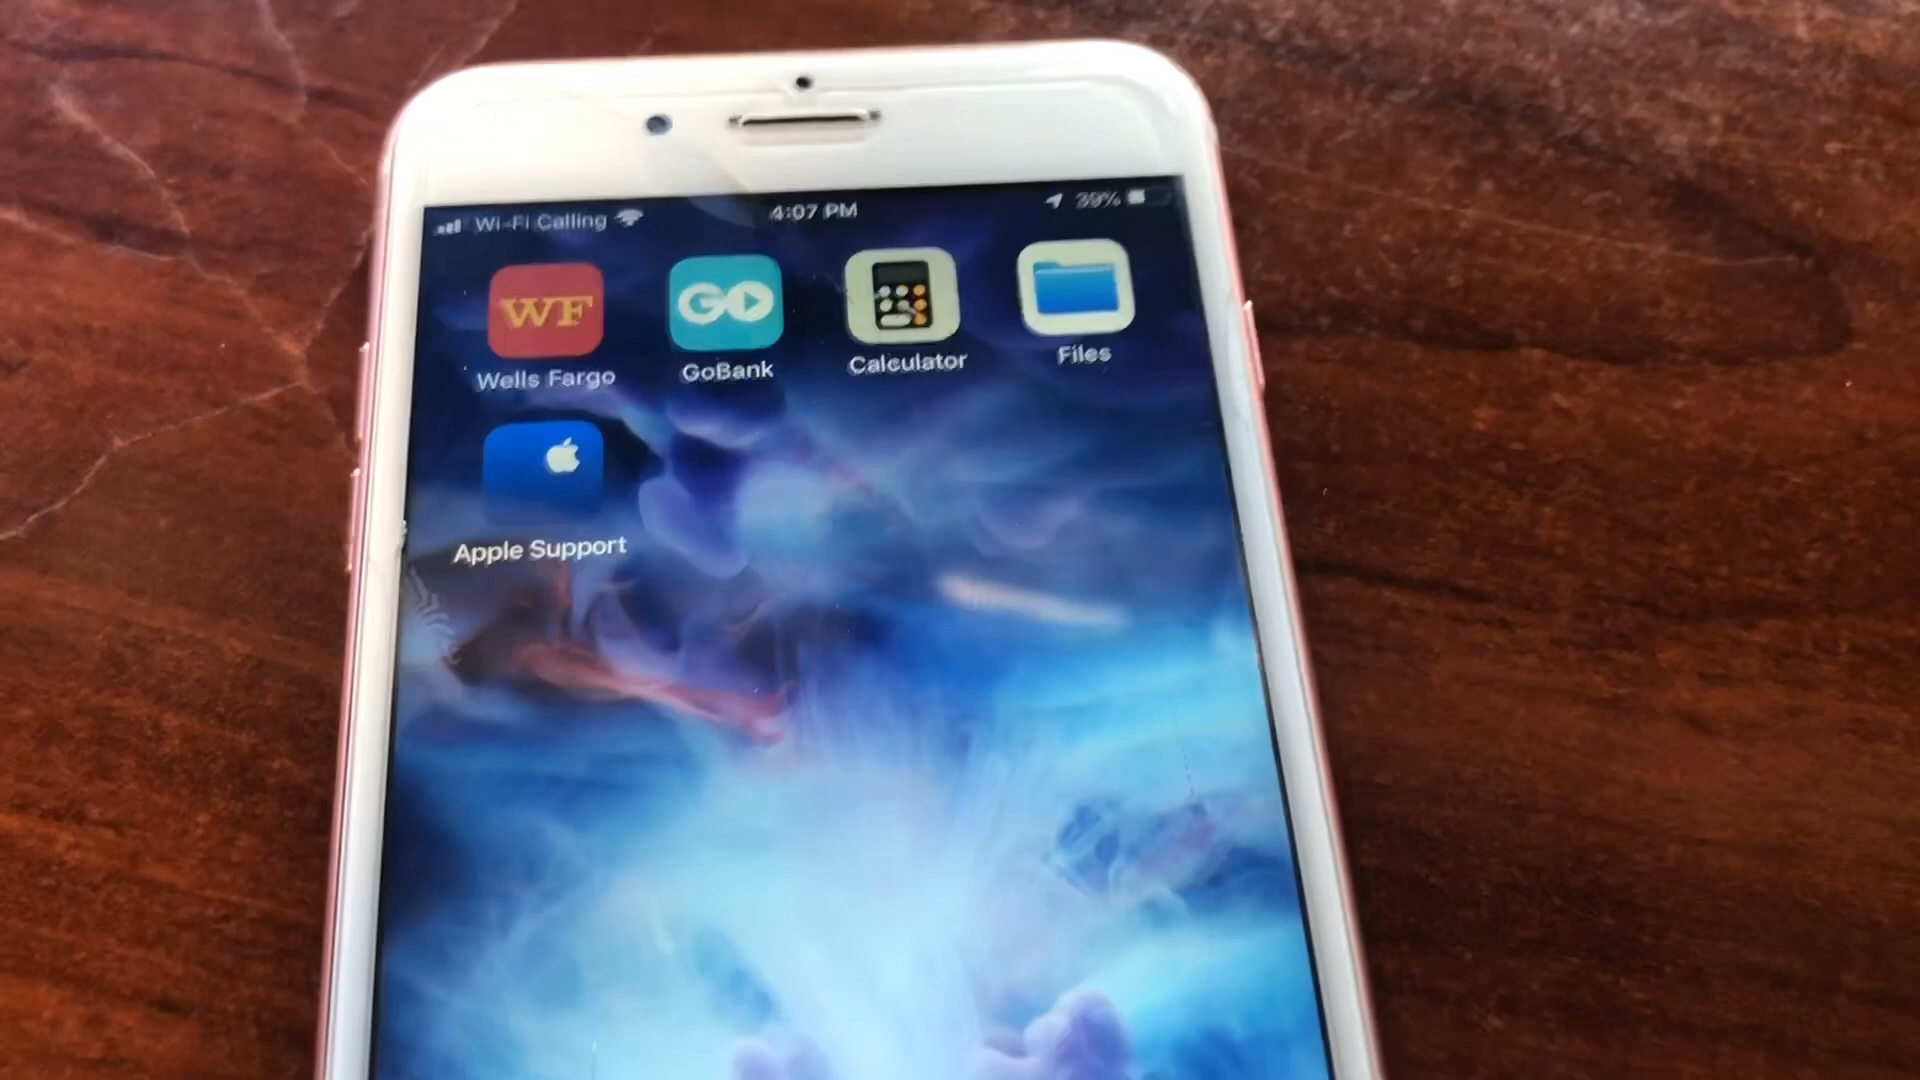 Wi-Fi Calling 4:07 PM 39%
WF GO
Wells Fargo GoBank Calculator Files
Apple Support